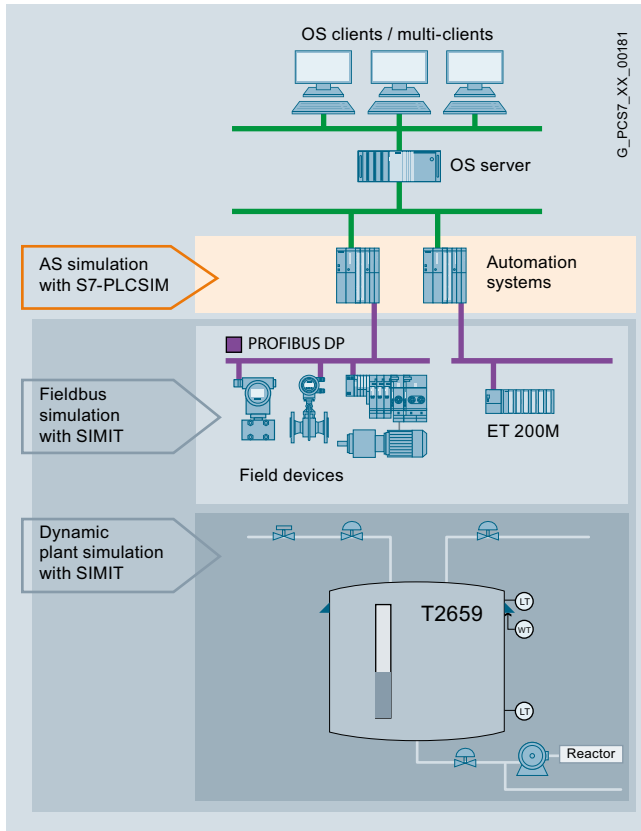 OS clients / multi-clients
G_PCS7_XX_00181
OS server
AS simulation
with S7-PLCSIM
Automation
systems
PROFIBUS DP
Fieldbus
simulation
with SIMIT
Field devices
ET 200M
Dynamic
plant simulation
with SIMIT
T2659
LT
WT
LT
Reactor